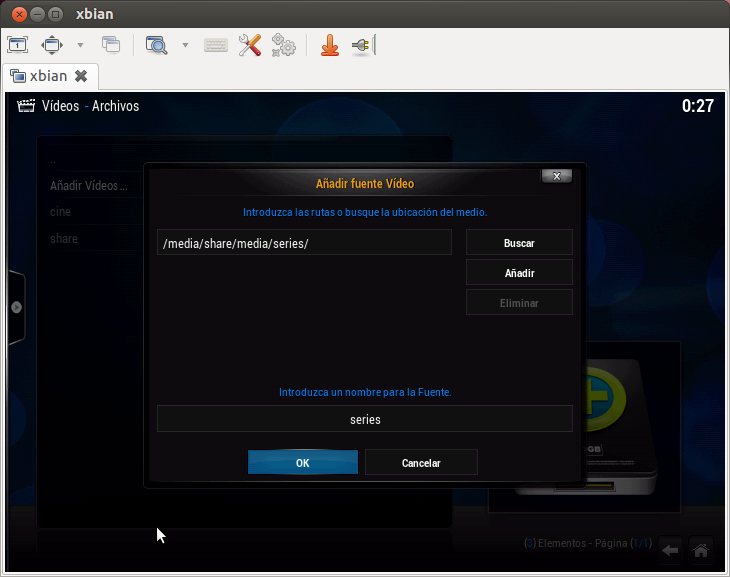 xbian
xbian
Vídeos - Archivos
0:27
..
Añadir Vídeos...
cine
share
Añadir fuente Vídeo
Introduzca las rutas o busque la ubicación del medio.
/media/share/media/series/
Buscar
Añadir
Eliminar
Introduzca un nombre para la Fuente.
series
OK
Cancelar
GB
(3) Elementos - Página (1/1)